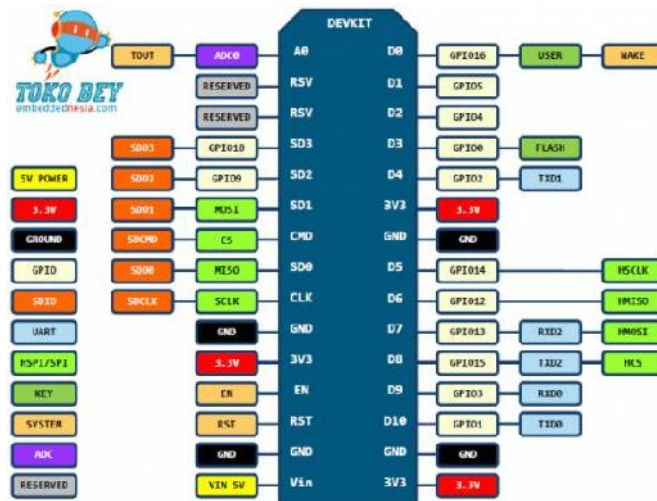 DEVKIT
TOKO BEY
embeddednesia.com
TOUT ADC0 A0 D0 GPIO16 USER WAKE
RESERVED RSV D1 GPIO5
RESERVED RSV D2 GPIO4
SDD3 GPIO10 SD3 D3 GPIO0 FLASH
5V POWER SDD2 GPIO9 SD2 D4 GPIO2 TXD1
3.3V SDD1 MOSI SD1 3V3 3.3V
GROUND SDCMD CS CMD GND GND
GPIO SDD0 MISO SD0 D5 GPIO14 HSCLK
SDIO SDCLK SCLK CLK D6 GPIO12 HMISO
UART GND GND D7 GPIO13 RXD2 HMOSI
HSPI/SPI 3.3V 3V3 D8 GPIO15 TXD2 HCS
KEY EN EN D9 GPIO3 RXD0
SYSTEM RST RST D10 GPIO1 TXD0
ADC GND GND GND GND
RESERVED VIN 5V Vin 3V3 3.3V